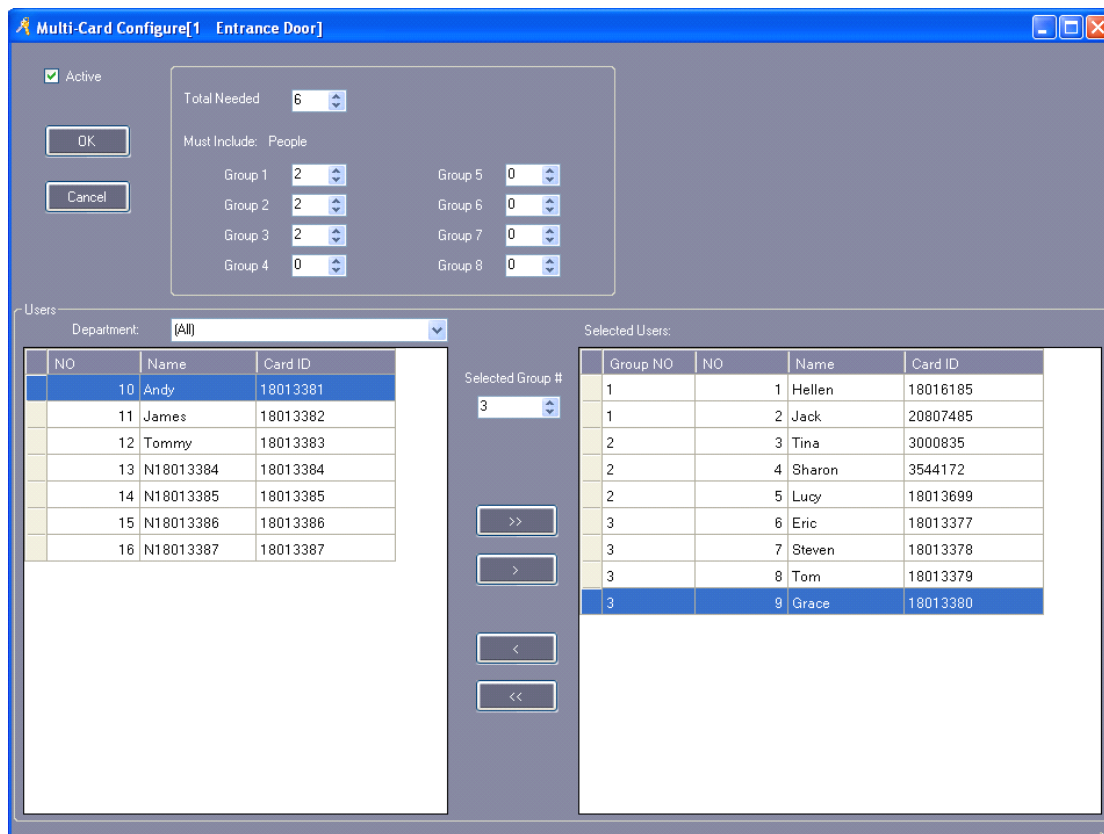 Multi-Card Configure[1 Entrance Door]
Active
Total Needed 6
OK
Must Include: People
Group 1 2 Group 5 0
Cancel
Group 2 2 Group 6 0
Group 3 2 Group 7 0
Group 4 0 Group 8 0
Users
Department: (All)
NO Name Card ID
10 Andy 18013381
11 James 18013382
12 Tommy 18013383
13 N18013384 18013384
14 N18013385 18013385
15 N18013386 18013386
16 N18013387 18013387
Selected Group #
3
>>
>
<
<<
Selected Users:
Group NO NO Name Card ID
1 1 Hellen 18016185
1 2 Jack 20807485
2 3 Tina 3000835
2 4 Sharon 3544172
2 5 Lucy 18013699
3 6 Eric 18013377
3 7 Steven 18013378
3 8 Tom 18013379
3 9 Grace 18013380